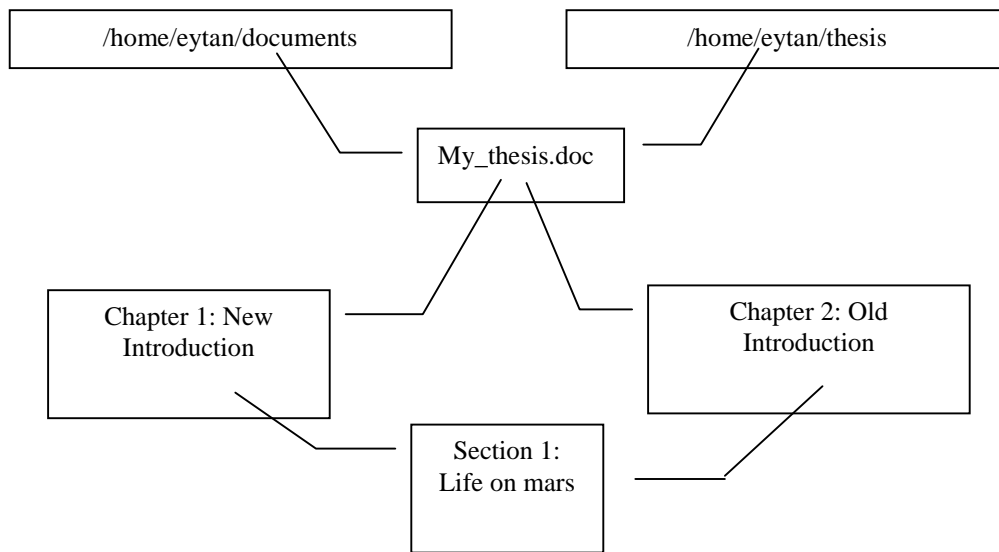 /home/eytan/documents
/home/eytan/thesis
My_thesis.doc
Chapter 1: New
Introduction
Chapter 2: Old
Introduction
Section 1:
Life on mars